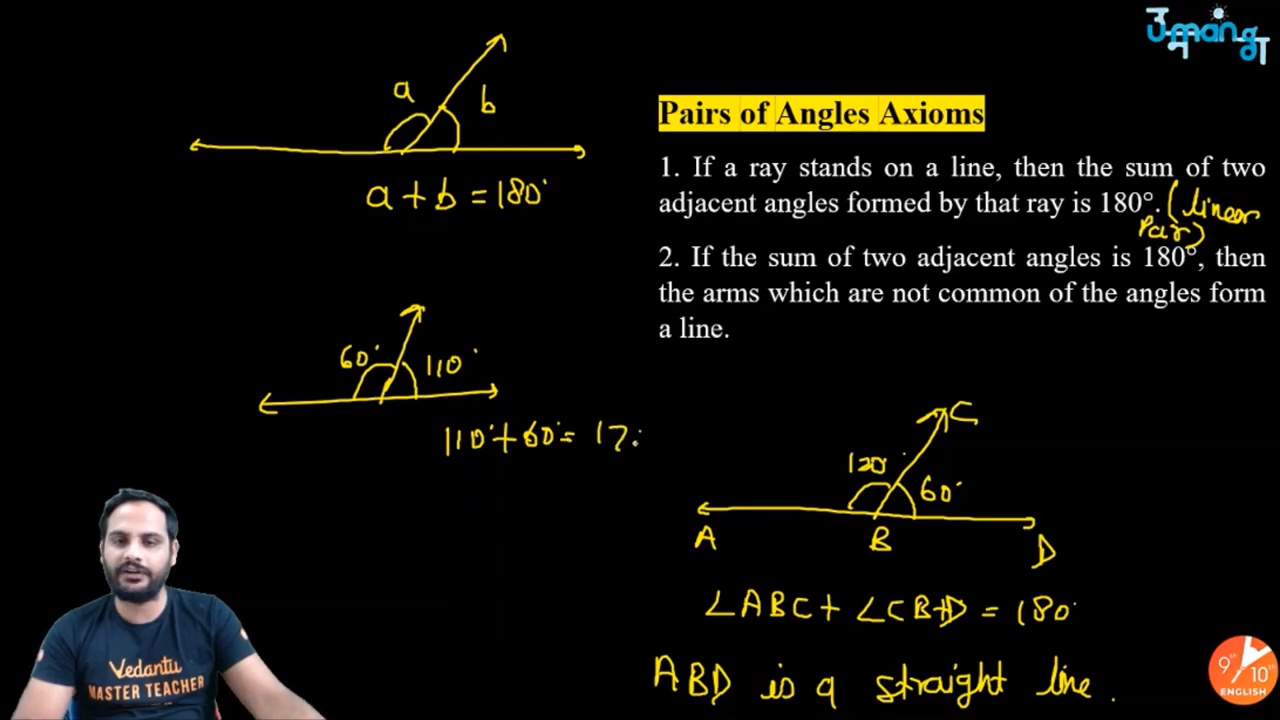 उमंग
a
b
a + b = 180°
Pairs of Angles Axioms
1. If a ray stands on a line, then the sum of two
adjacent angles formed by that ray is 180°. (linear
Pair)
2. If the sum of two adjacent angles is 180°, then
the arms which are not common of the angles form
a line.
60°
110°
110° + 60° = 17
C
120°
60°
A
B
D
∠ABC + ∠CBD = 180°
ABD is a straight line.
Vedantu
MASTER TEACHER
9th 10th
ENGLISH